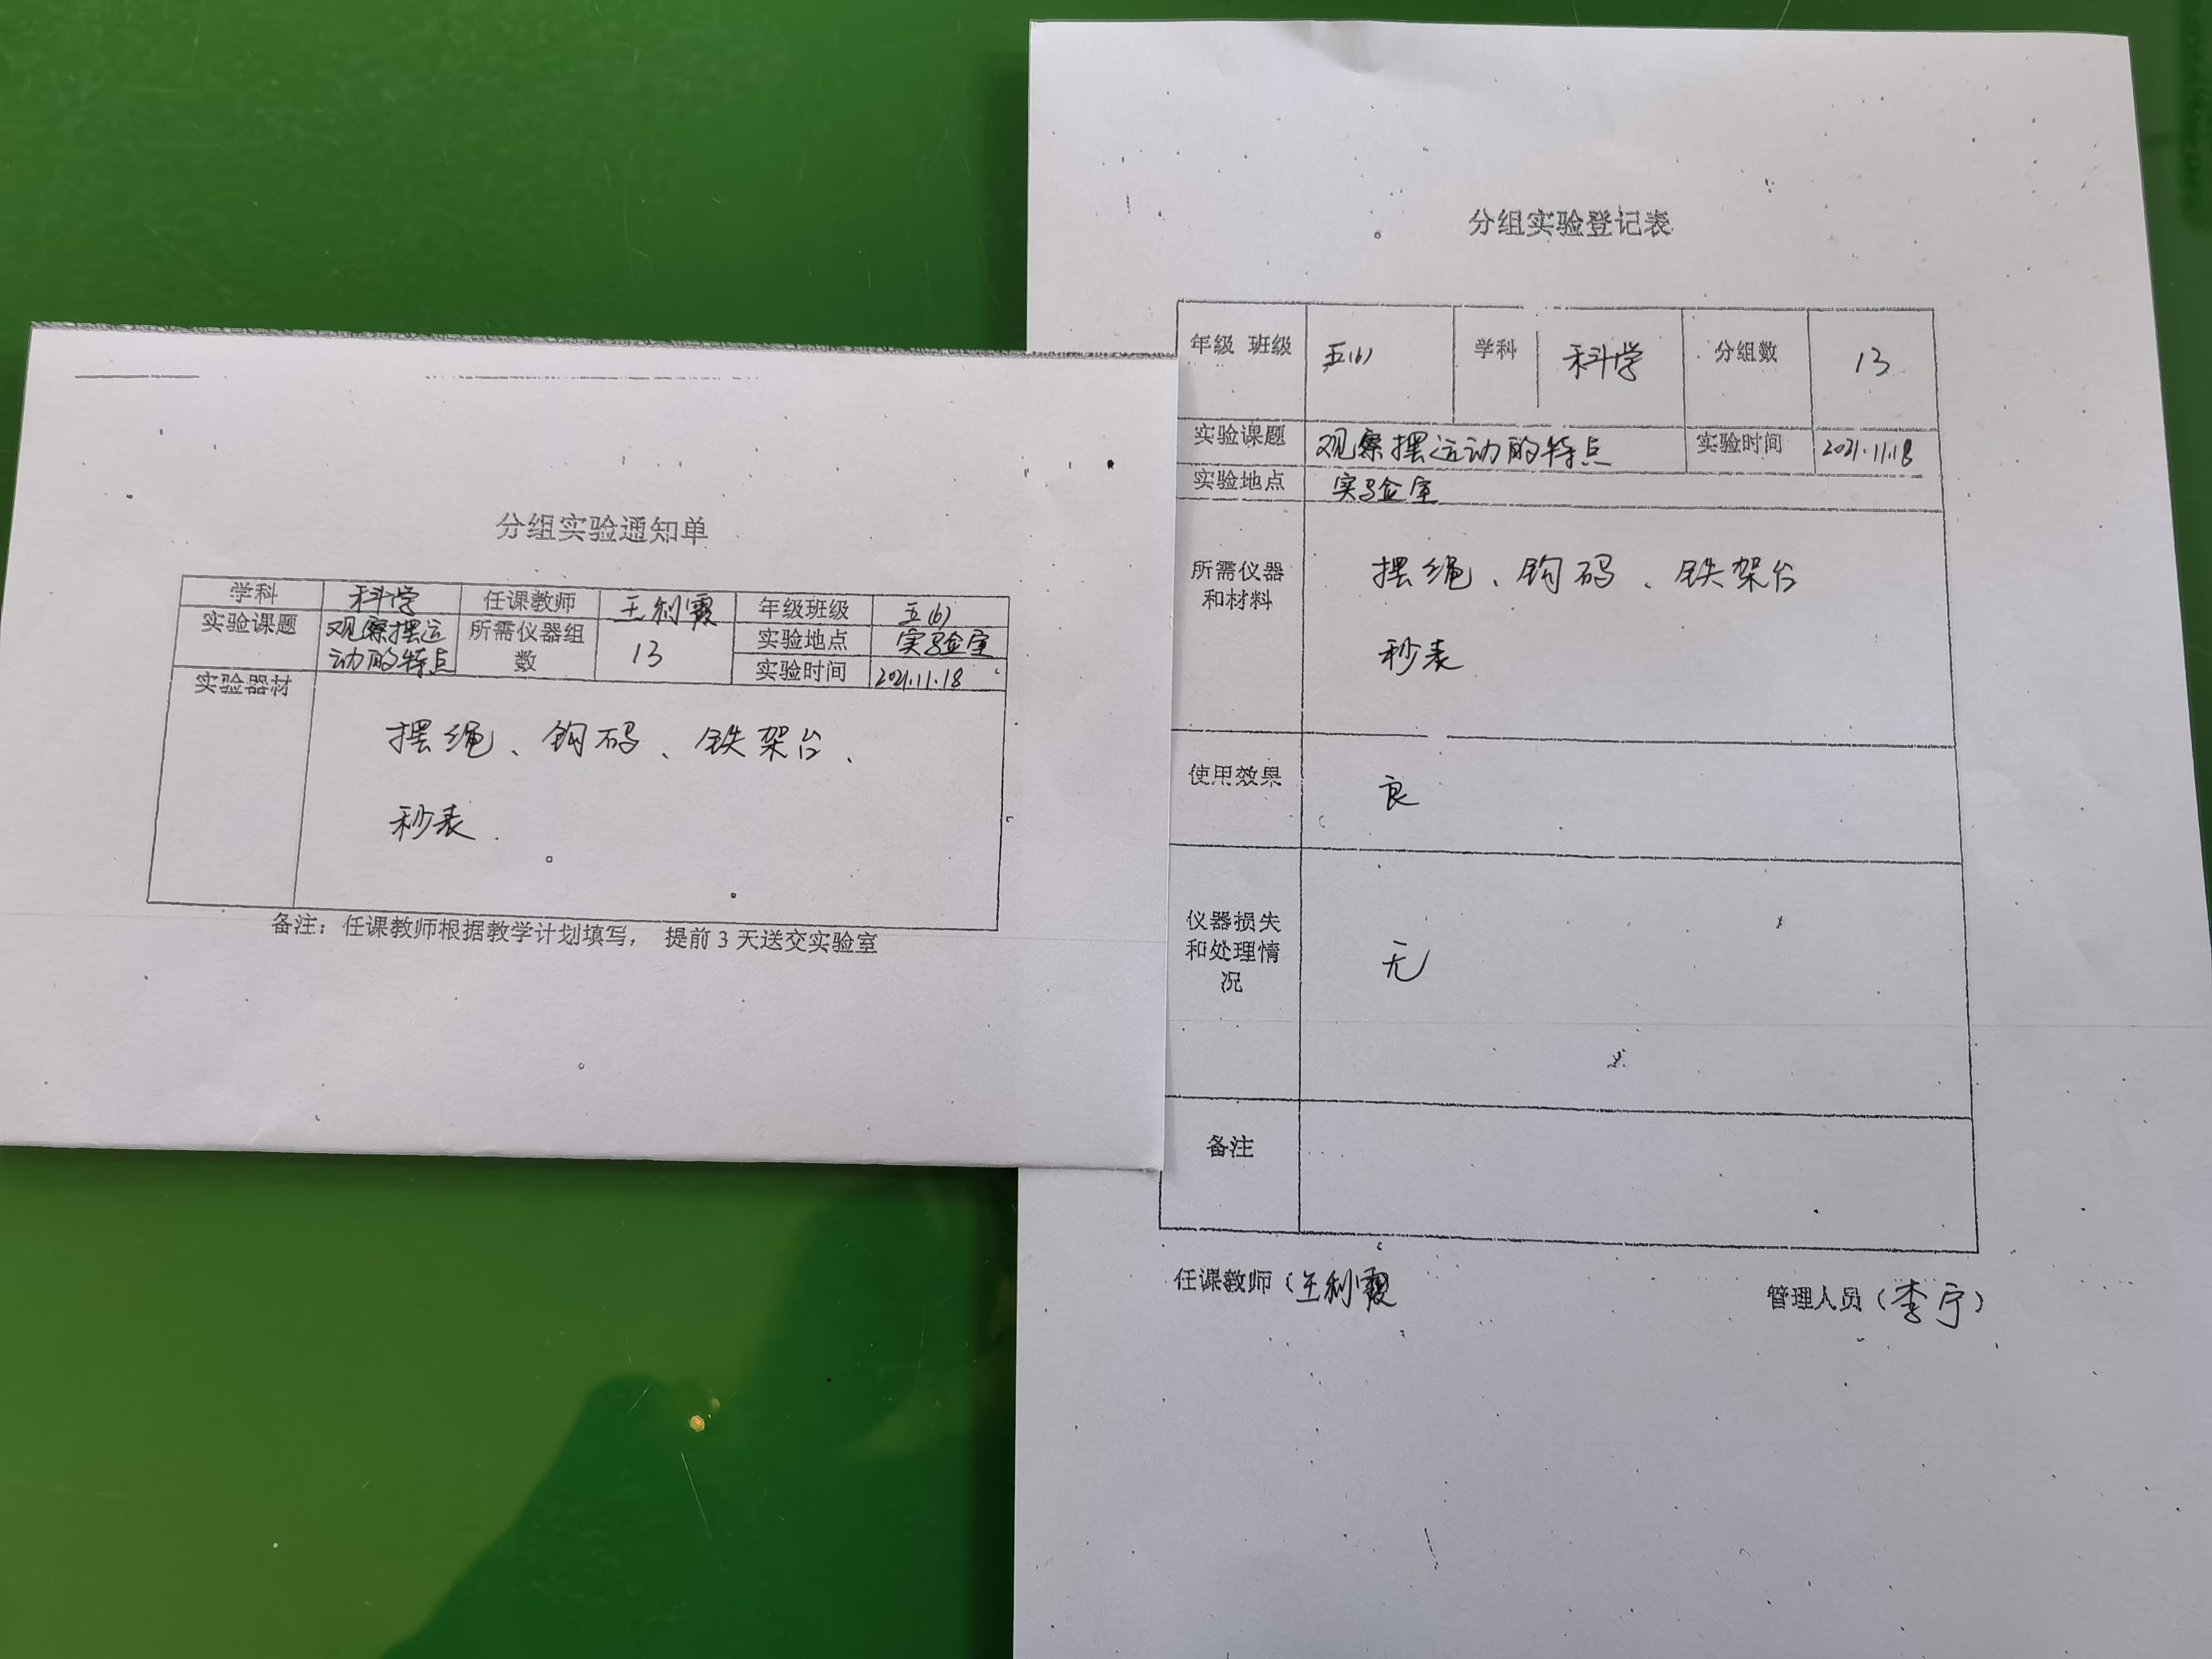 分组实验通知单
学科 科学 任课教师 王利霞 年级班级 五(6)
实验课题 观察摆运动的特点 所需仪器组数 13 实验地点 实验室
实验时间 2021.11.18
实验器材 摆绳、钩码、铁架台、
秒表.
备注：任课教师根据教学计划填写， 提前3天送交实验室
分组实验登记表
年级 班级 五(6) 学科 科学 分组数 13
实验课题 观察摆运动的特点 实验时间 2021.11.18
实验地点 实验室
所需仪器和材料 摆绳、钩码、铁架台
秒表
使用效果 良
仪器损失和处理情况 无
备注
任课教师（王利霞 管理人员（李宁）